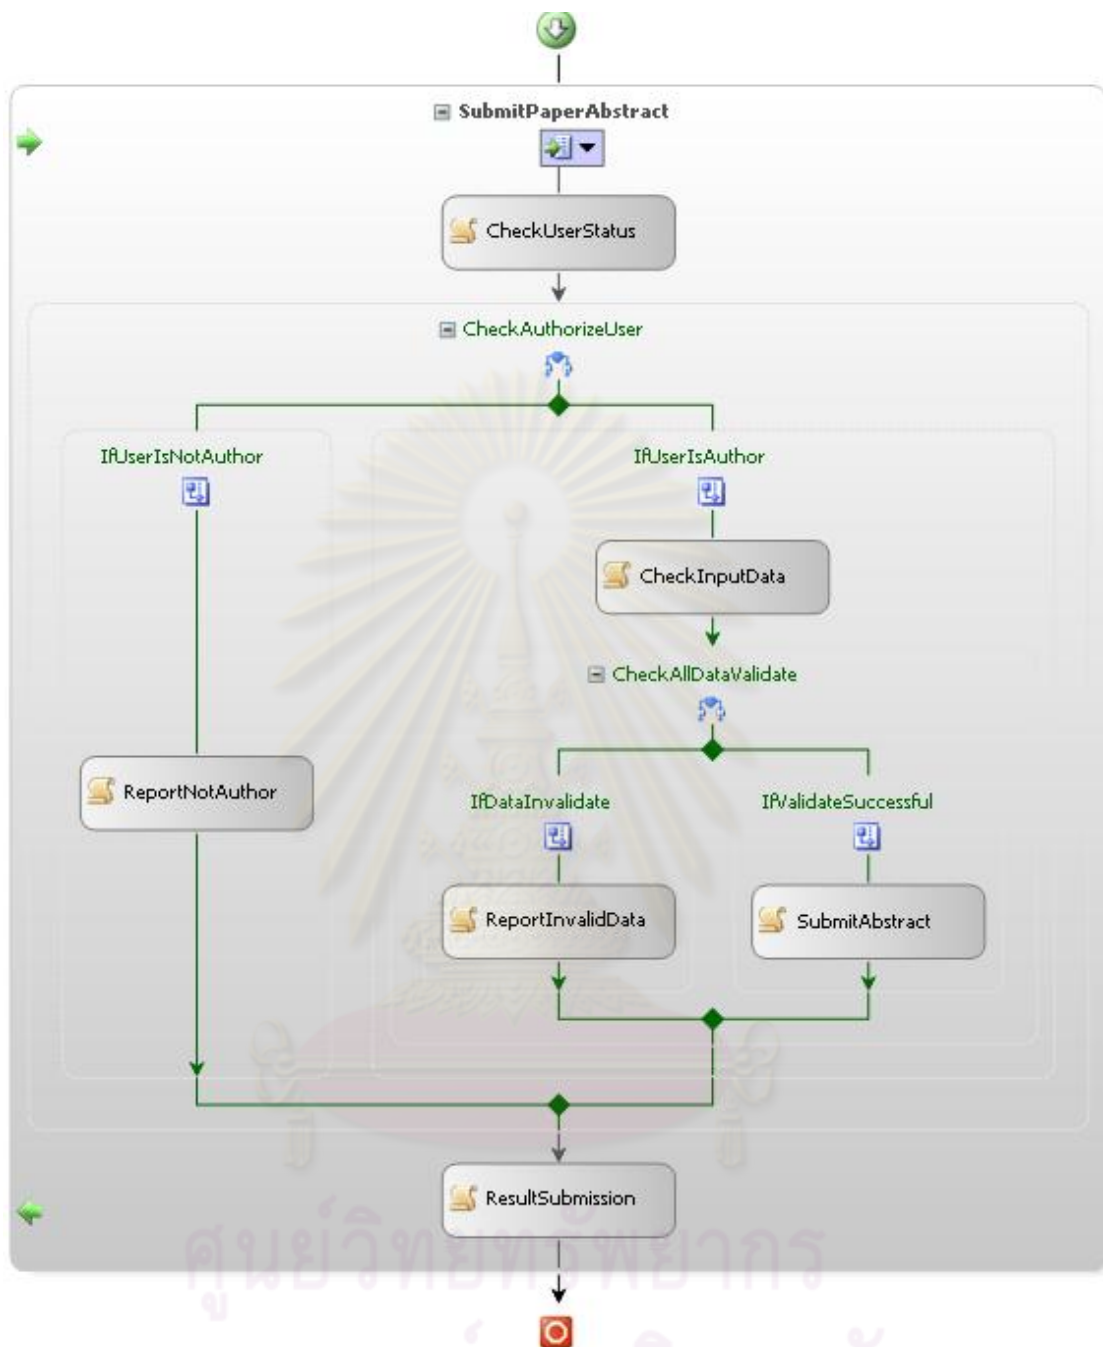 SubmitPaperAbstract
CheckUserStatus
CheckAuthorizeUser
IfUserIsNotAuthor
IfUserIsAuthor
CheckInputData
CheckAllDataValidate
ReportNotAuthor
IfDataInvalidate
IfValidateSuccessful
ReportInvalidData
SubmitAbstract
ResultSubmission
ศูนย์วิทยทรัพยากร